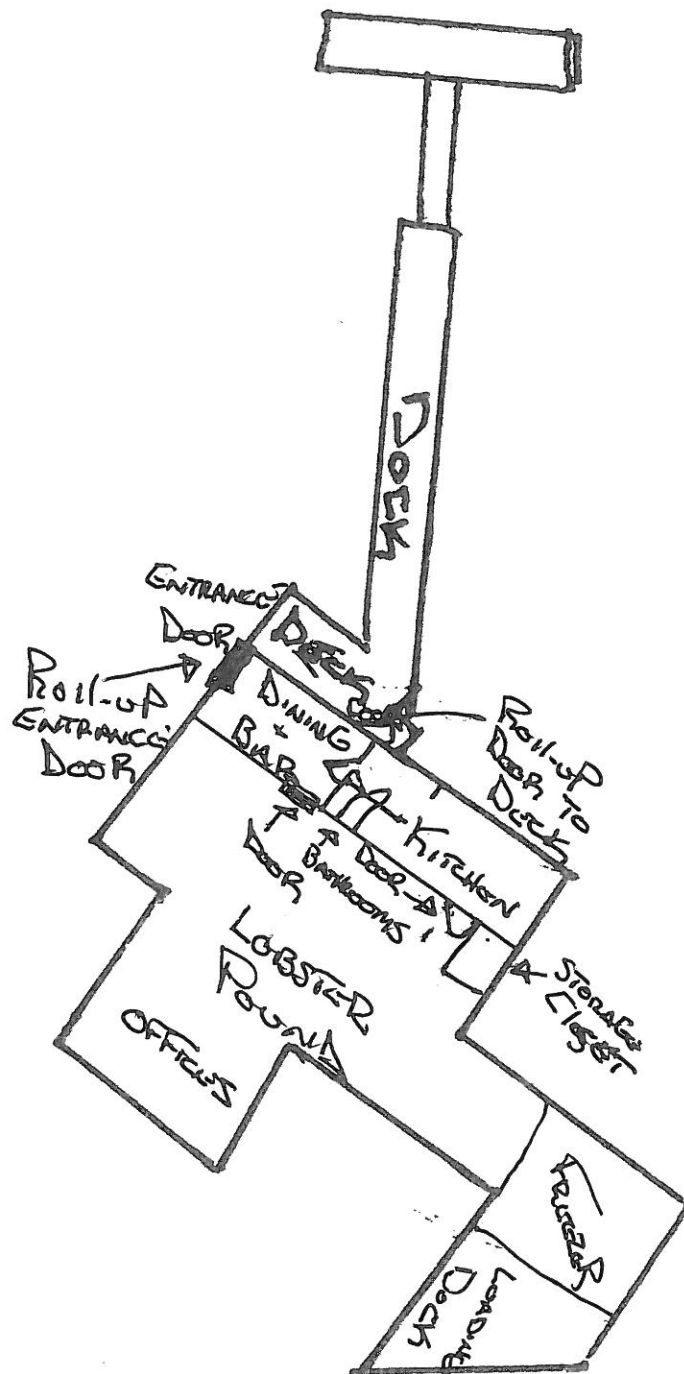 DOCK
ENTRANCE
DOOR
DECK
ROLL-UP
ENTRANCE
DOOR
DINING
+
BAR
ROLL-UP
DOOR TO
DECK
KITCHEN
DOOR
BATHROOMS
DOOR
STORAGE
CLOSET
LOBSTER
POUND
OFFICES
FREEZER
LOADING
DOCK